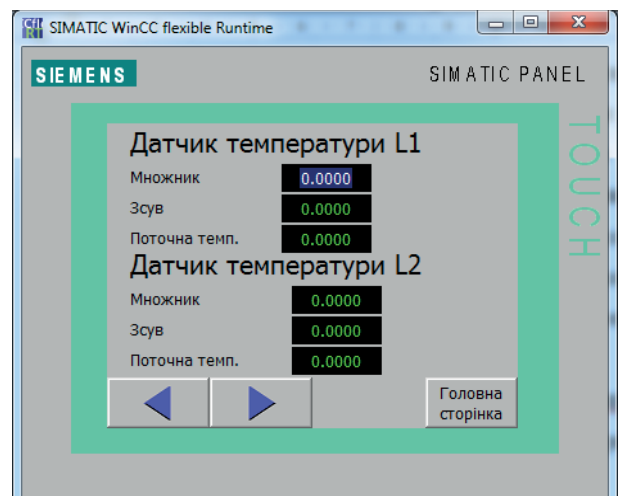 SIMATIC WinCC flexible Runtime
SIEMENS
SIMATIC PANEL
TOUCH
Датчик температури L1
Множник 0.0000
Зсув 0.0000
Поточна темп. 0.0000
Датчик температури L2
Множник 0.0000
Зсув 0.0000
Поточна темп. 0.0000
Головна
сторінка